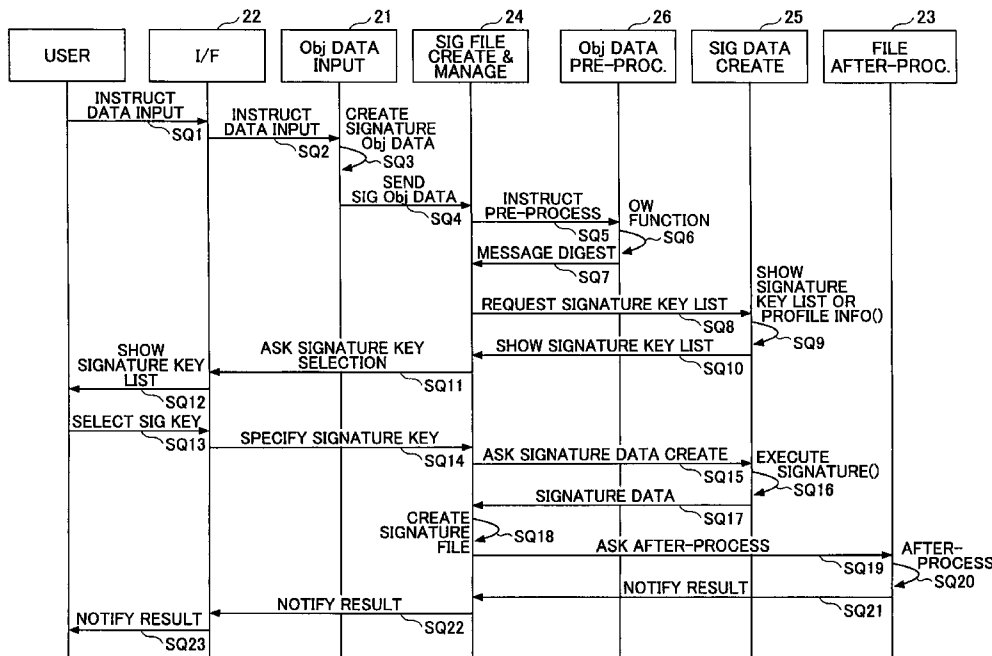 22
21
24
26
25
23
USER
I/F
Obj DATA
INPUT
SIG FILE
CREATE &
MANAGE
Obj DATA
PRE-PROC.
SIG DATA
CREATE
FILE
AFTER-PROC.
INSTRUCT
DATA INPUT
SQ1
INSTRUCT
DATA INPUT
SQ2
CREATE
SIGNATURE
Obj DATA
SQ3
SEND
SIG Obj DATA
SQ4
INSTRUCT
PRE-PROCESS
SQ5
OW
FUNCTION
SQ6
MESSAGE DIGEST
SQ7
REQUEST SIGNATURE KEY LIST
SQ8
SHOW
SIGNATURE
KEY LIST OR
PROFILE INFO()
SQ9
SHOW SIGNATURE KEY LIST
SQ10
ASK SIGNATURE KEY
SELECTION
SQ11
SHOW
SIGNATURE KEY
LIST
SQ12
SELECT SIG KEY
SQ13
SPECIFY SIGNATURE KEY
SQ14
ASK SIGNATURE DATA CREATE
SQ15
EXECUTE
SIGNATURE()
SQ16
SIGNATURE DATA
SQ17
CREATE
SIGNATURE
FILE
SQ18
ASK AFTER-PROCESS
SQ19
AFTER-
PROCESS
SQ20
NOTIFY RESULT
SQ21
NOTIFY RESULT
SQ22
NOTIFY RESULT
SQ23